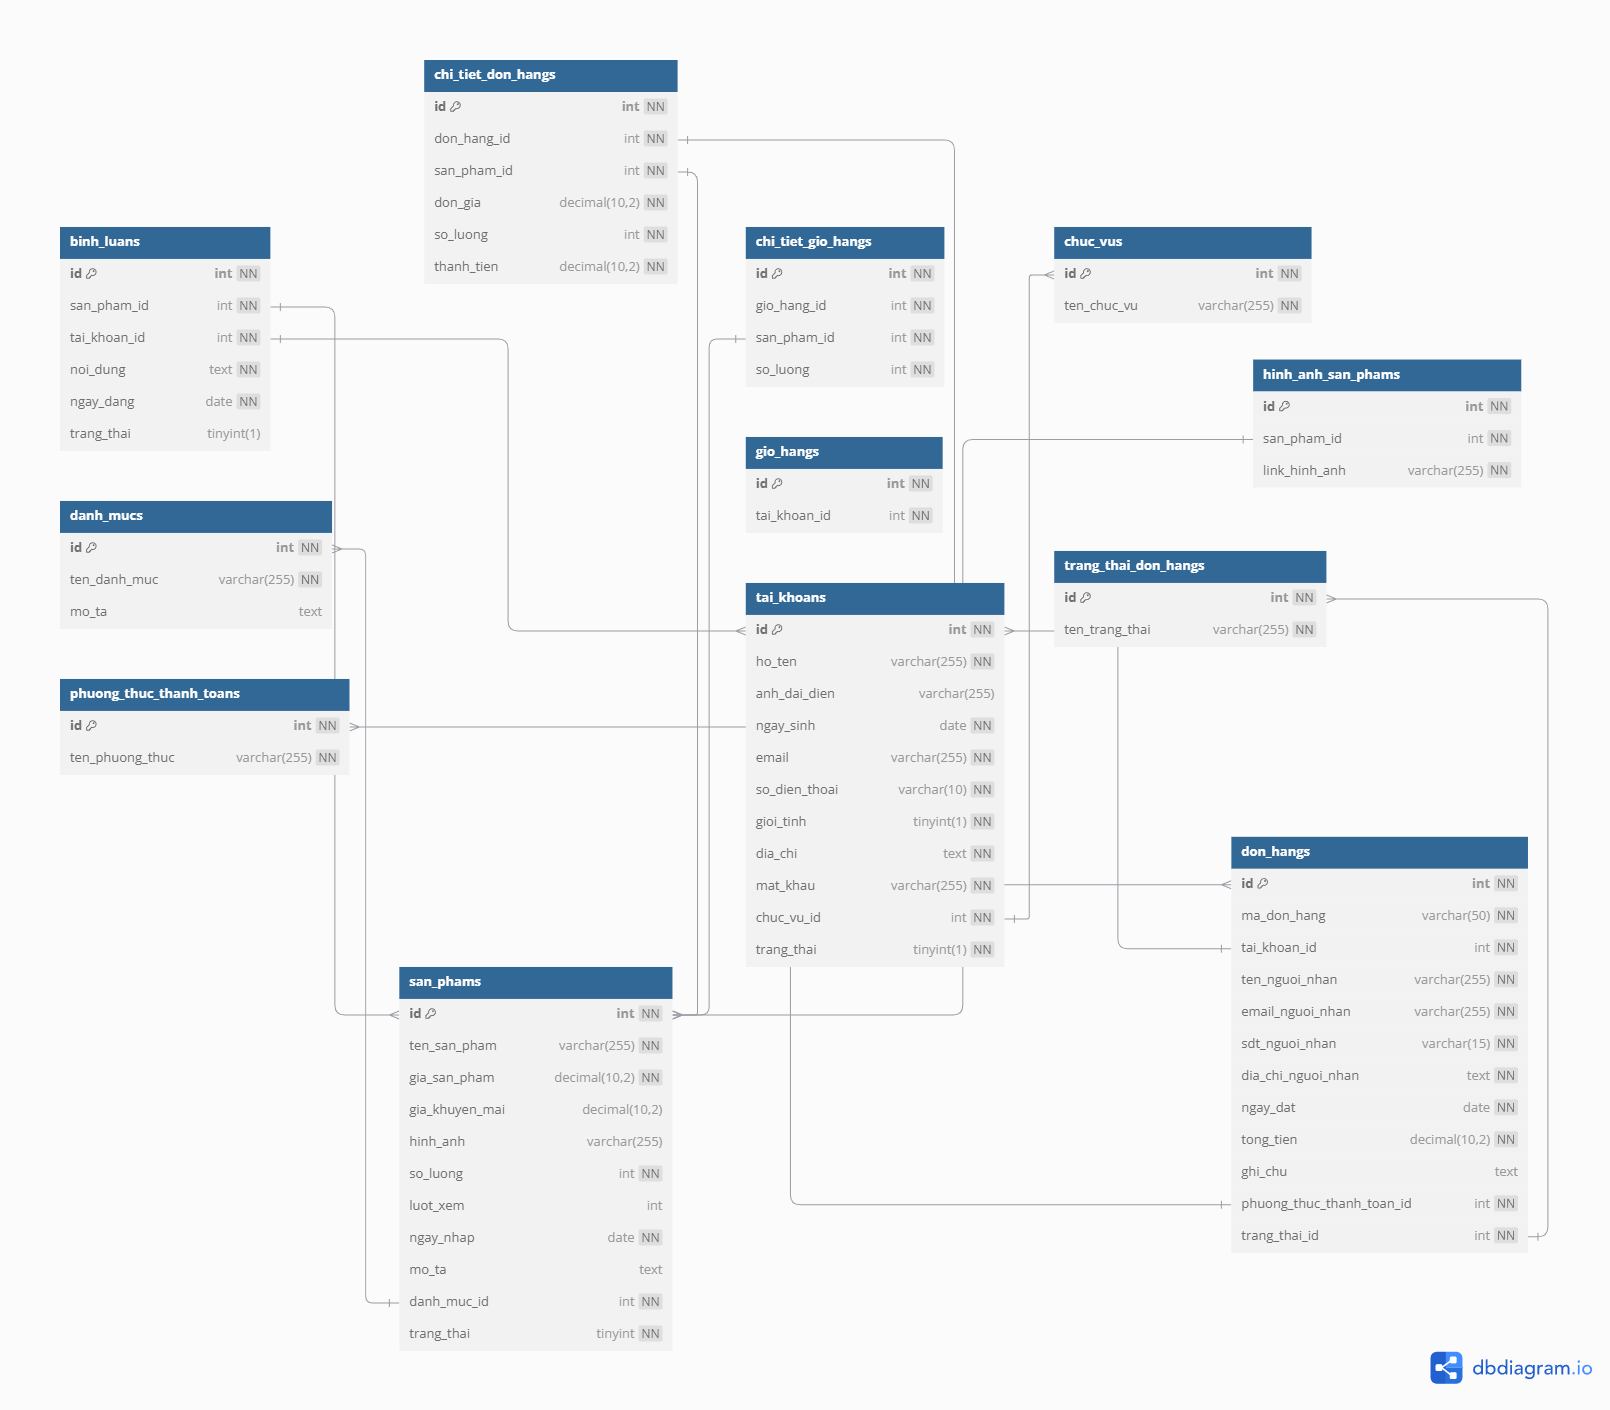 chi_tiet_don_hangs
id int NN
don_hang_id int NN
san_pham_id int NN
don_gia decimal(10,2) NN
so_luong int NN
thanh_tien decimal(10,2) NN
binh_luans
id int NN
san_pham_id int NN
tai_khoan_id int NN
noi_dung text NN
ngay_dang date NN
trang_thai tinyint(1)
chi_tiet_gio_hangs
id int NN
gio_hang_id int NN
san_pham_id int NN
so_luong int NN
chuc_vus
id int NN
ten_chuc_vu varchar(255) NN
hinh_anh_san_phams
id int NN
san_pham_id int NN
link_hinh_anh varchar(255) NN
gio_hangs
id int NN
tai_khoan_id int NN
danh_mucs
id int NN
ten_danh_muc varchar(255) NN
mo_ta text
trang_thai_don_hangs
id int NN
ten_trang_thai varchar(255) NN
tai_khoans
id int NN
ho_ten varchar(255) NN
anh_dai_dien varchar(255)
ngay_sinh date NN
email varchar(255) NN
so_dien_thoai varchar(10) NN
gioi_tinh tinyint(1) NN
dia_chi text NN
mat_khau varchar(255) NN
chuc_vu_id int NN
trang_thai tinyint(1) NN
phuong_thuc_thanh_toans
id int NN
ten_phuong_thuc varchar(255) NN
don_hangs
id int NN
ma_don_hang varchar(50) NN
tai_khoan_id int NN
ten_nguoi_nhan varchar(255) NN
email_nguoi_nhan varchar(255) NN
sdt_nguoi_nhan varchar(15) NN
dia_chi_nguoi_nhan text NN
ngay_dat date NN
tong_tien decimal(10,2) NN
ghi_chu text
phuong_thuc_thanh_toan_id int NN
trang_thai_id int NN
san_phams
id int NN
ten_san_pham varchar(255) NN
gia_san_pham decimal(10,2) NN
gia_khuyen_mai decimal(10,2)
hinh_anh varchar(255)
so_luong int NN
luot_xem int
ngay_nhap date NN
mo_ta text
danh_muc_id int NN
trang_thai tinyint NN
dbdiagram.io